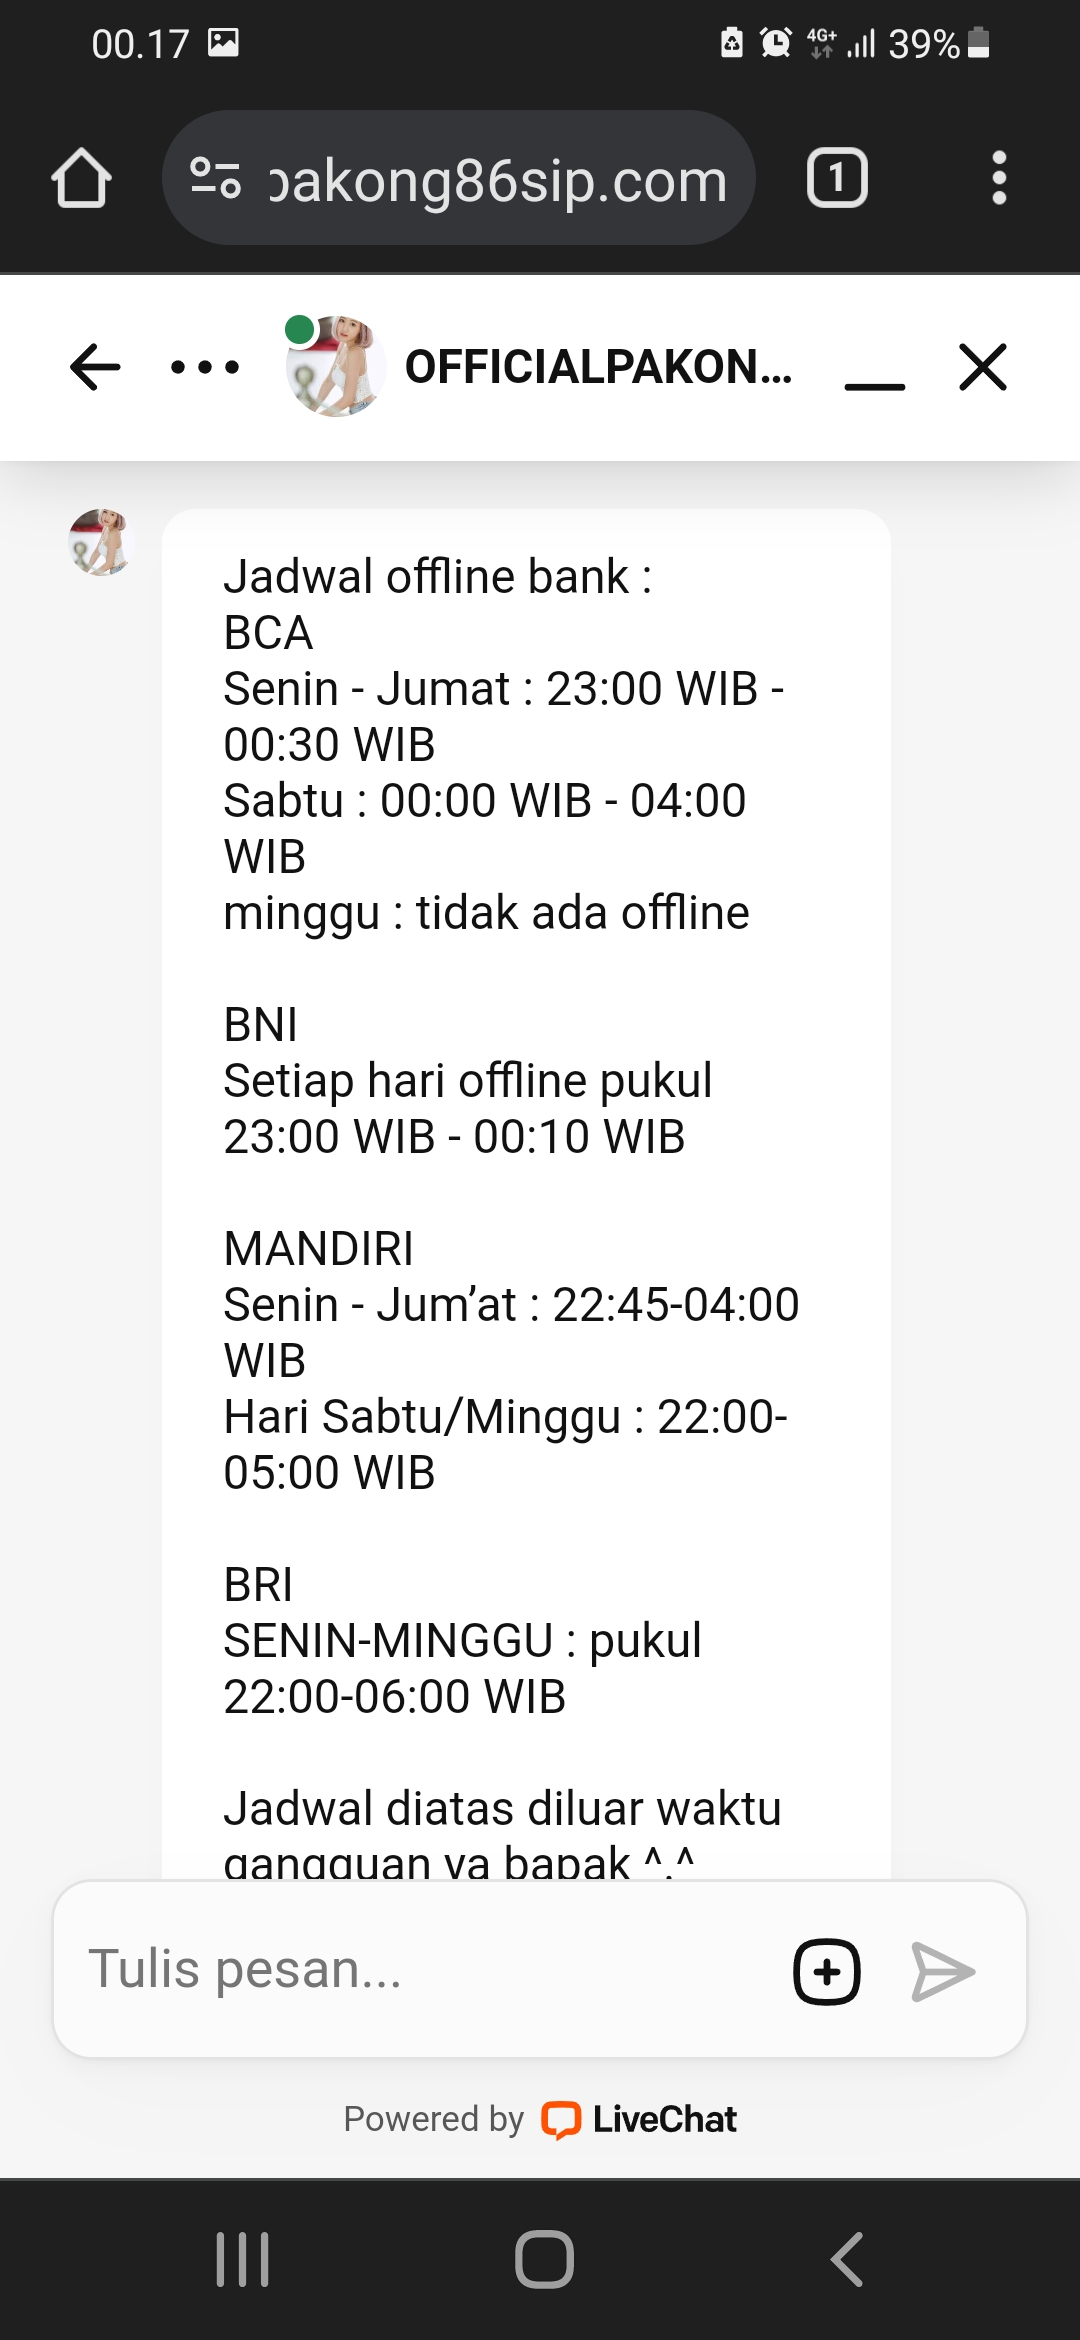 00.17
4G+
39%
pakong86sip.com
1
OFFICIALPAKON...
Jadwal offline bank :
BCA
Senin - Jumat : 23:00 WIB -
00:30 WIB
Sabtu : 00:00 WIB - 04:00
WIB
minggu : tidak ada offline
BNI
Setiap hari offline pukul
23:00 WIB - 00:10 WIB
MANDIRI
Senin - Jum’at : 22:45-04:00
WIB
Hari Sabtu/Minggu : 22:00-
05:00 WIB
BRI
SENIN-MINGGU : pukul
22:00-06:00 WIB
Jadwal diatas diluar waktu
gangguan ya bapak ^.^
Tulis pesan...
Powered by LiveChat